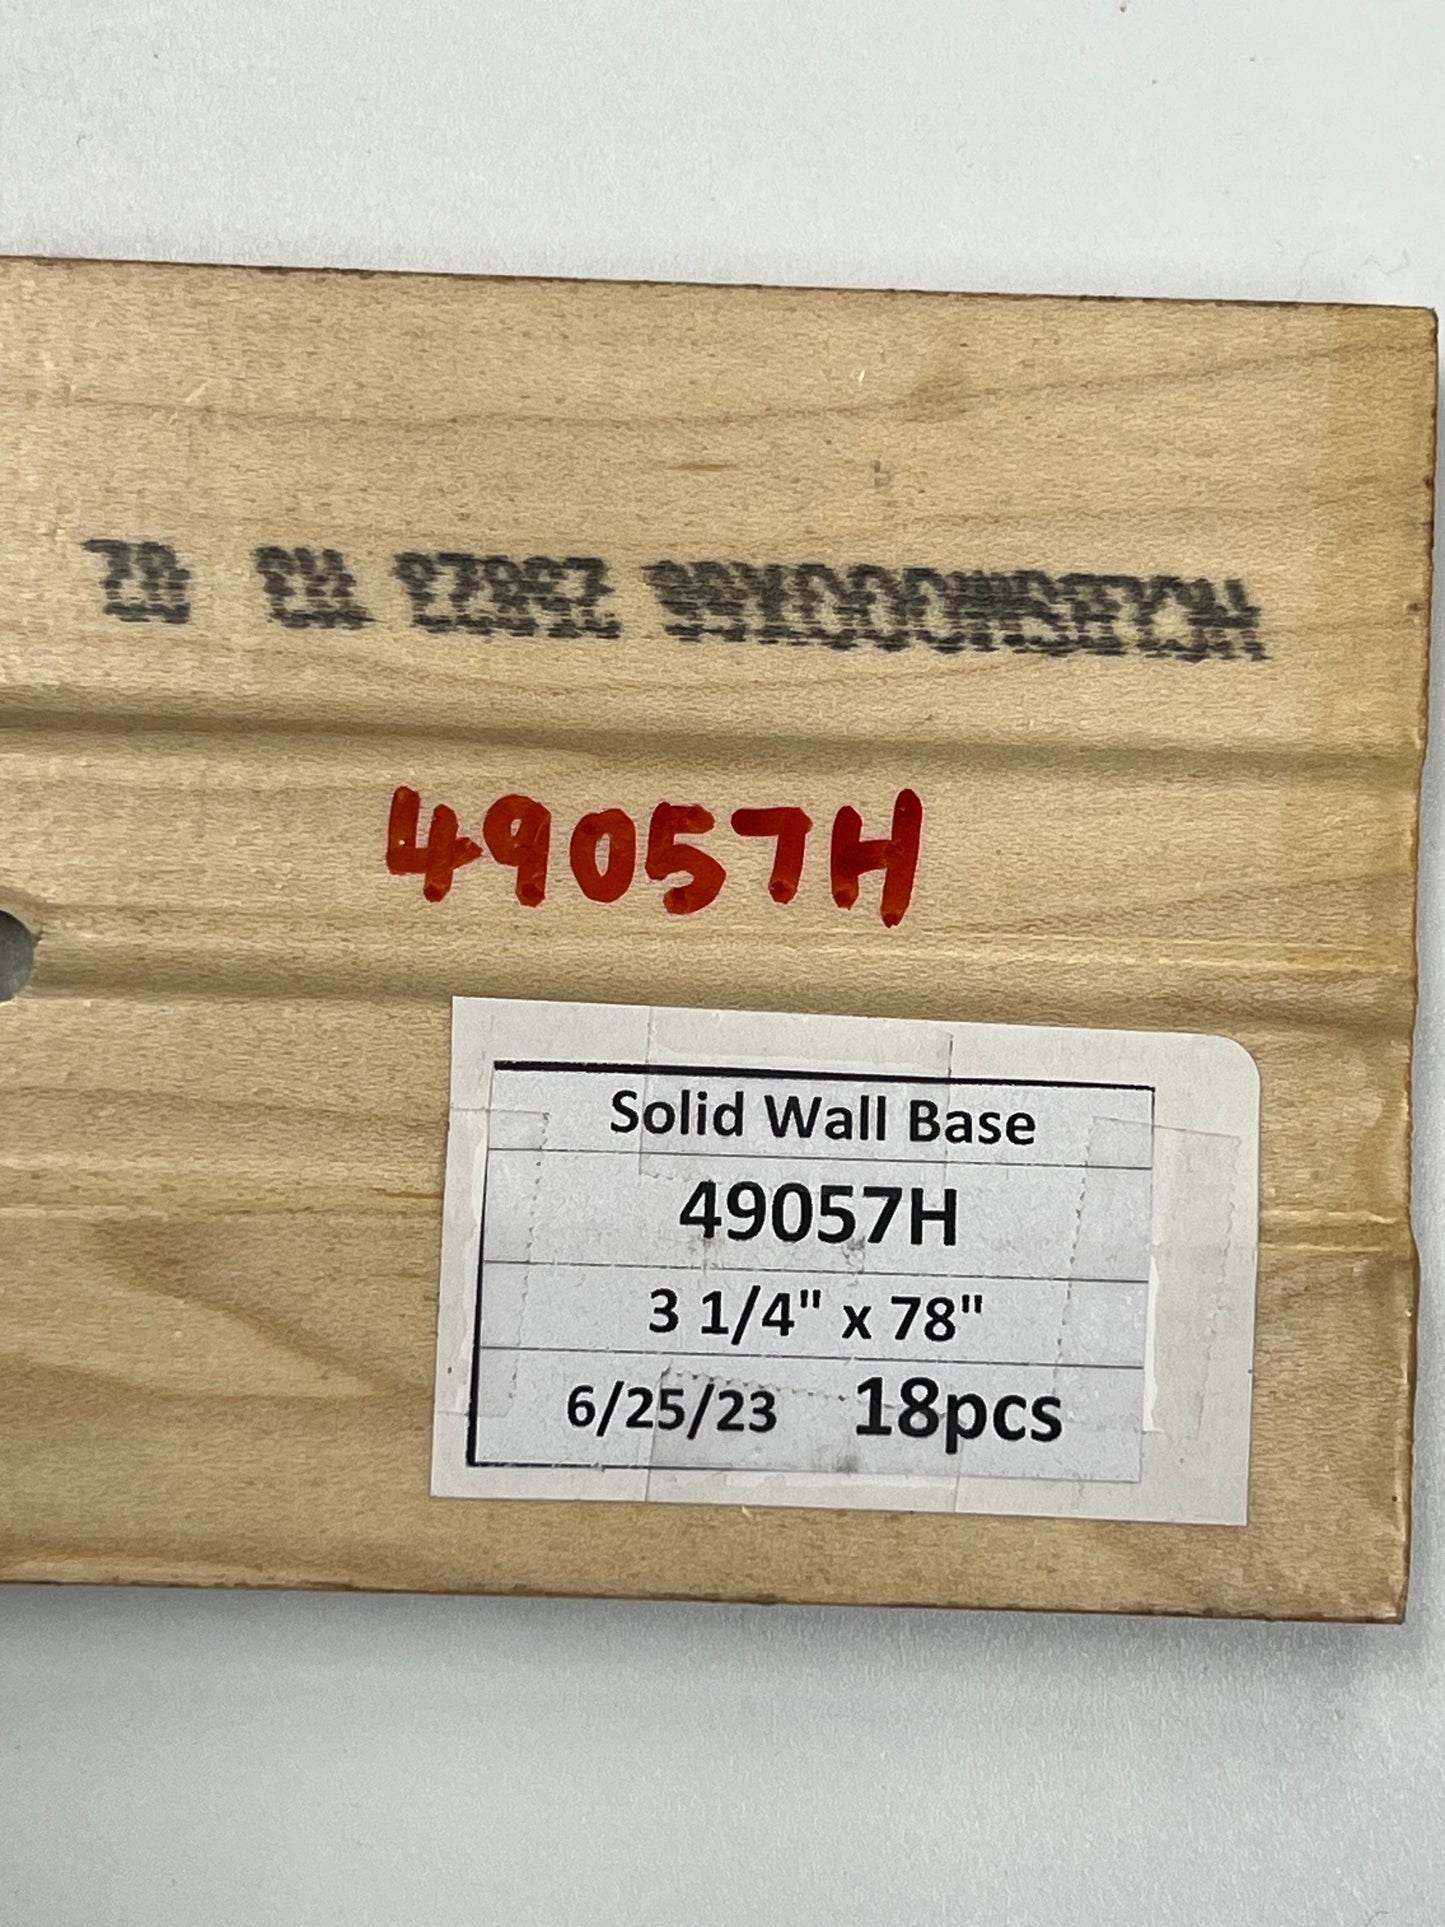 49057H
Solid Wall Base
49057H
3 1/4" x 78"
6/25/23 18pcs